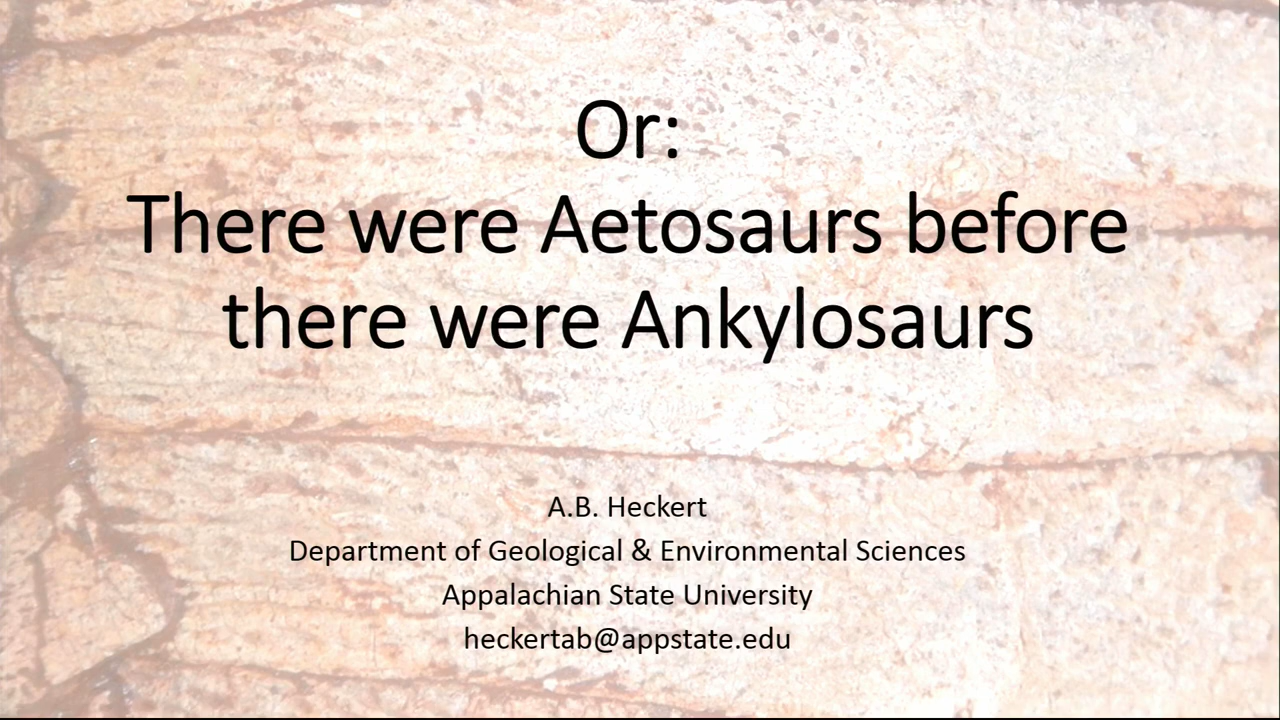 Or:
There were Aetosaurs before
there were Ankylosaurs
A.B. Heckert
Department of Geological & Environmental Sciences
Appalachian State University
heckertab@appstate.edu